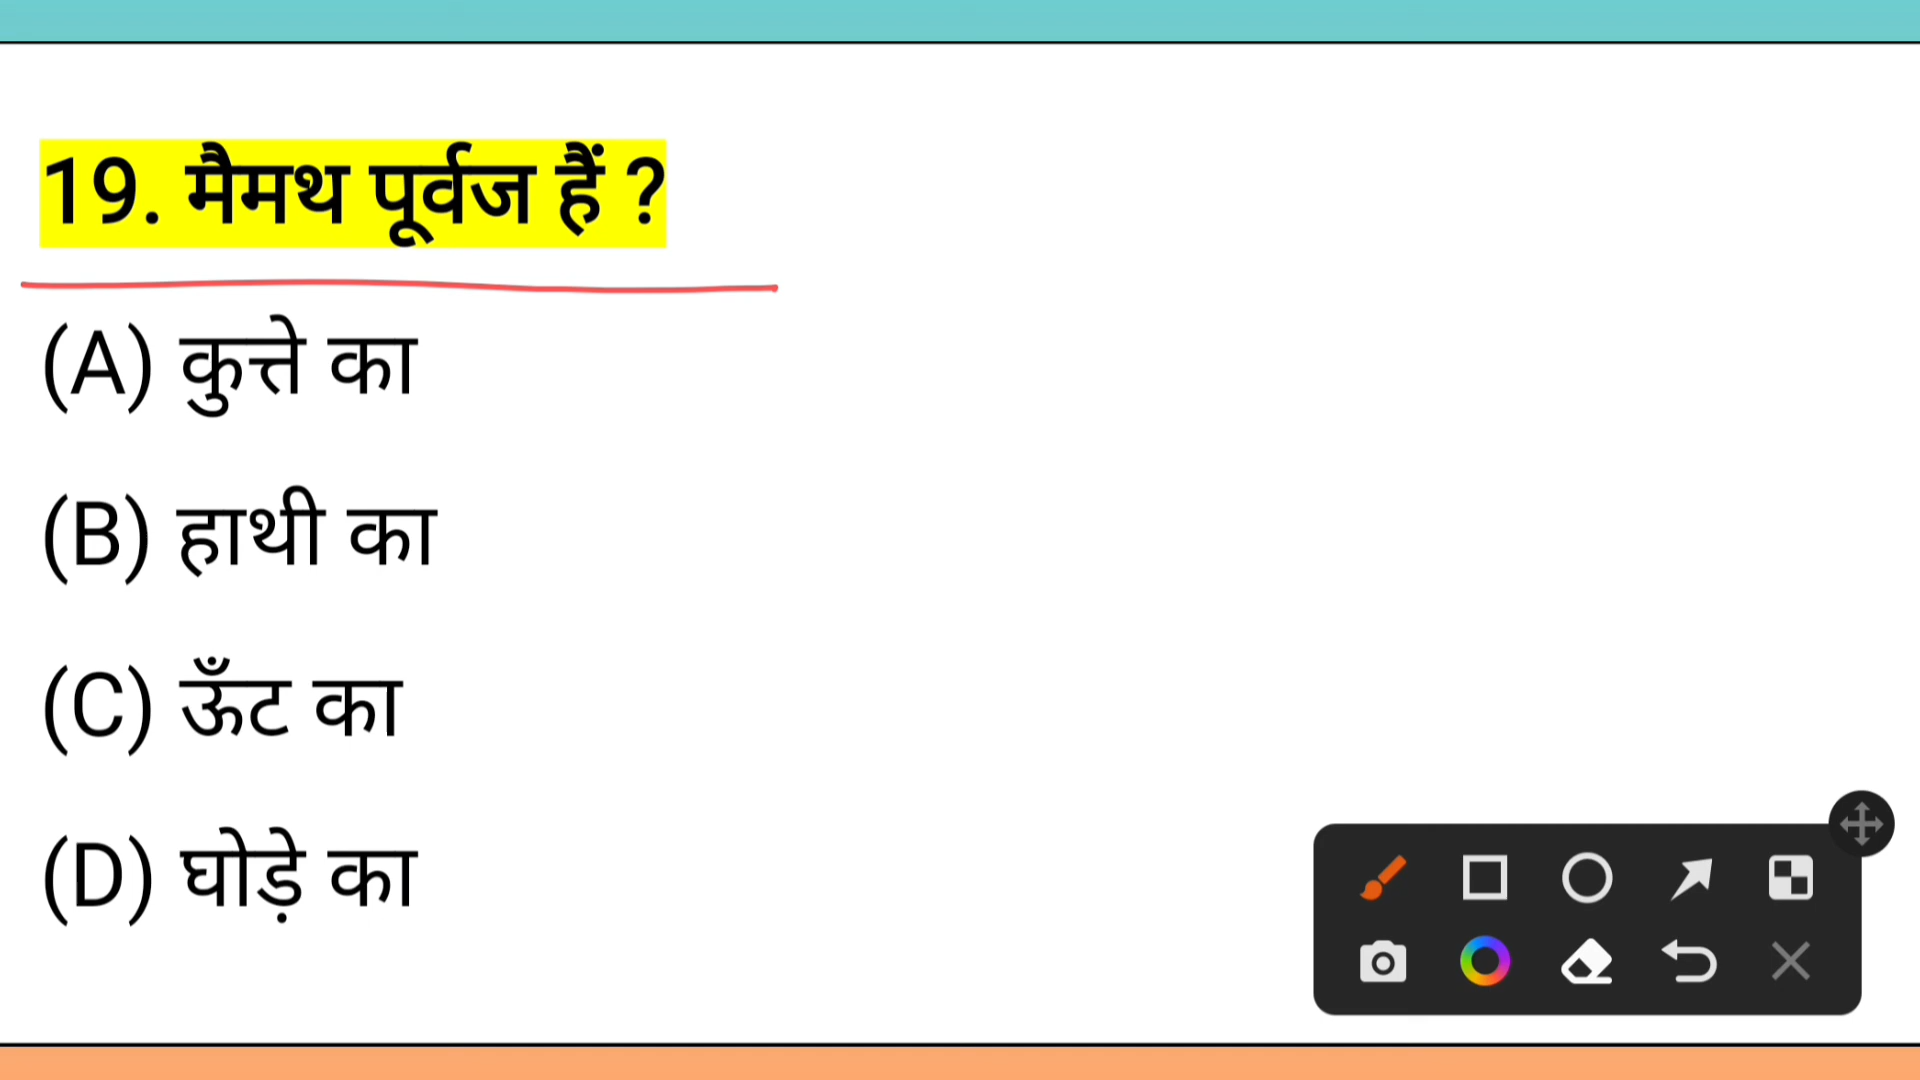 19. मैमथ पूर्वज हैं ?
(A) कुत्ते का
(B) हाथी का
(C) ऊँट का
(D) घोड़े का